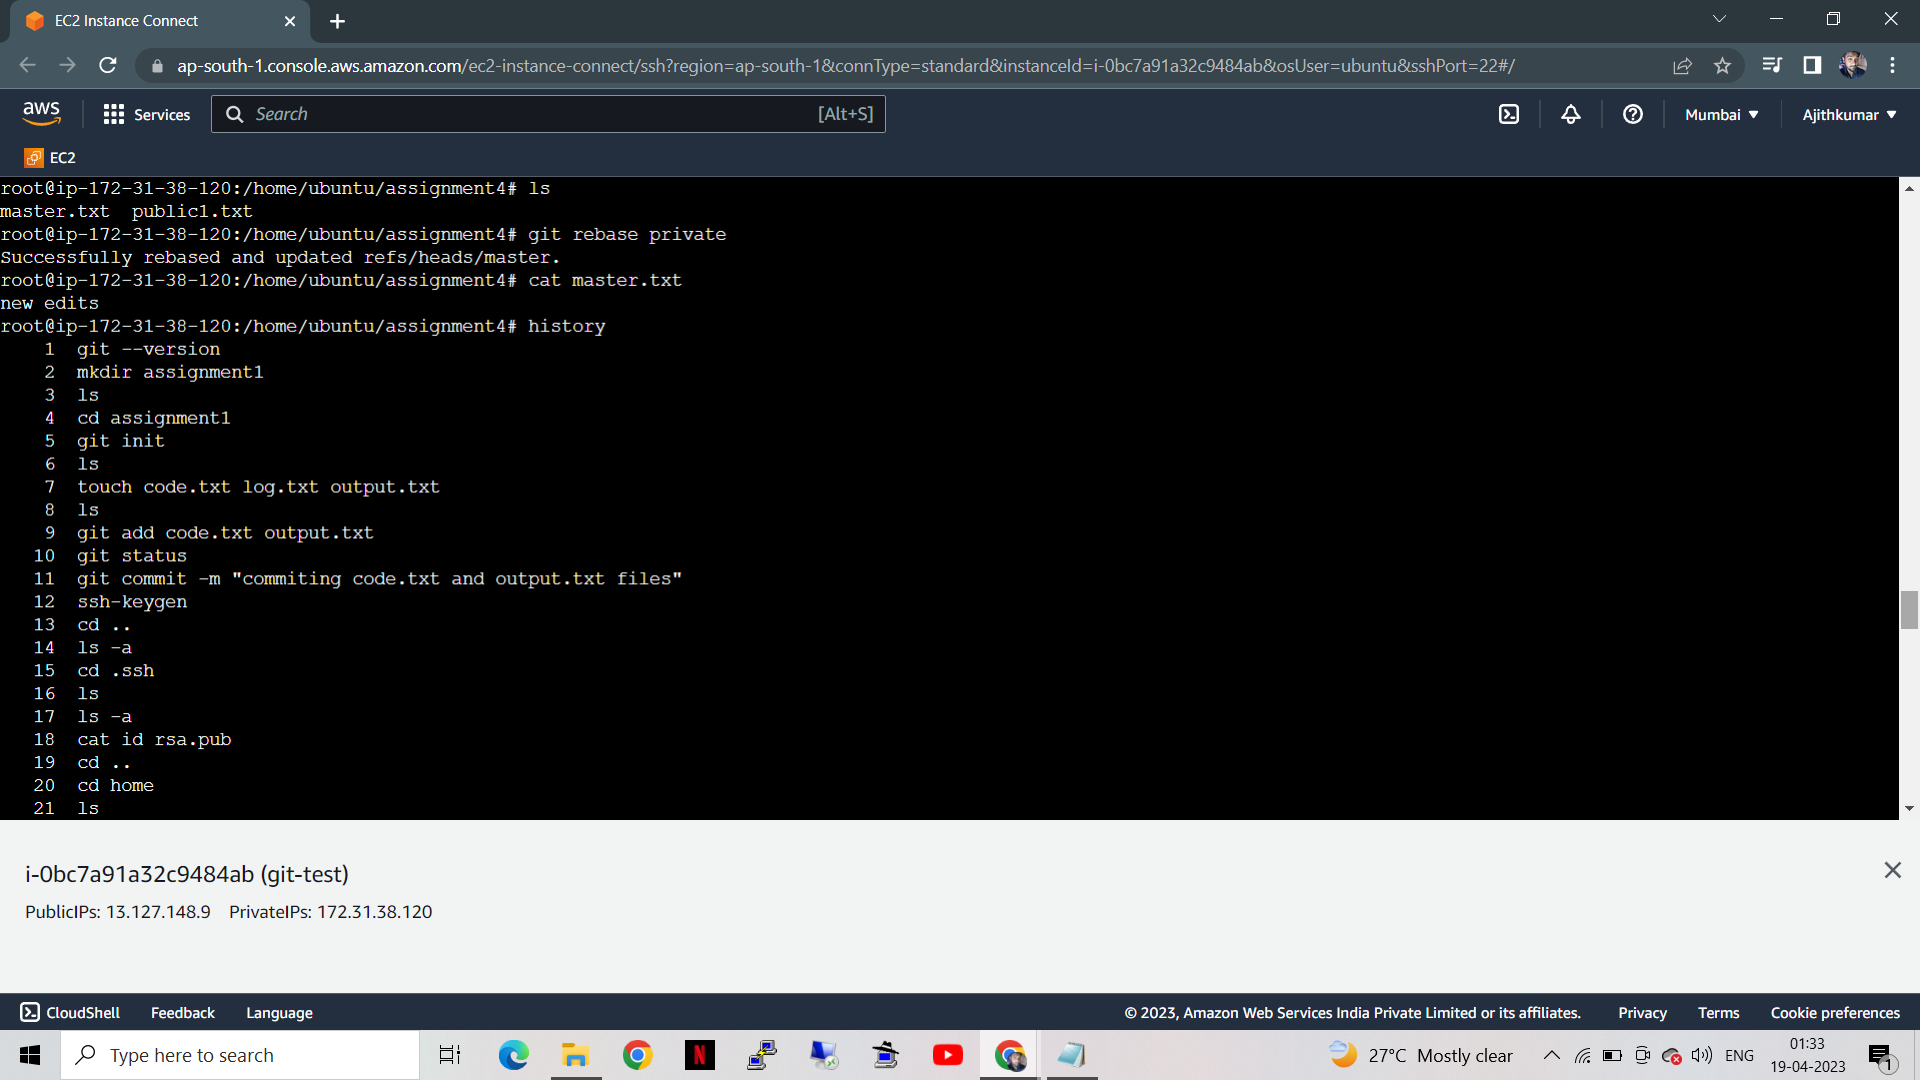 EC2 Instance Connect
ap-south-1.console.aws.amazon.com/ec2-instance-connect/ssh?region=ap-south-1&connType=standard&instanceId=i-0bc7a91a32c9484ab&osUser=ubuntu&sshPort=22#/
aws Services Search [Alt+S] Mumbai ▼ Ajithkumar ▼
EC2
root@ip-172-31-38-120:/home/ubuntu/assignment4# ls
master.txt  public1.txt
root@ip-172-31-38-120:/home/ubuntu/assignment4# git rebase private
Successfully rebased and updated refs/heads/master.
root@ip-172-31-38-120:/home/ubuntu/assignment4# cat master.txt
new edits
root@ip-172-31-38-120:/home/ubuntu/assignment4# history
1  git --version
2  mkdir assignment1
3  ls
4  cd assignment1
5  git init
6  ls
7  touch code.txt log.txt output.txt
8  ls
9  git add code.txt output.txt
10  git status
11  git commit -m "commiting code.txt and output.txt files"
12  ssh-keygen
13  cd ..
14  ls -a
15  cd .ssh
16  ls
17  ls -a
18  cat id rsa.pub
19  cd ..
20  cd home
21  ls
i-0bc7a91a32c9484ab (git-test)
PublicIPs: 13.127.148.9 PrivateIPs: 172.31.38.120
CloudShell Feedback Language © 2023, Amazon Web Services India Private Limited or its affiliates. Privacy Terms Cookie preferences
Type here to search N 27°C Mostly clear ENG 01:33
19-04-2023 1